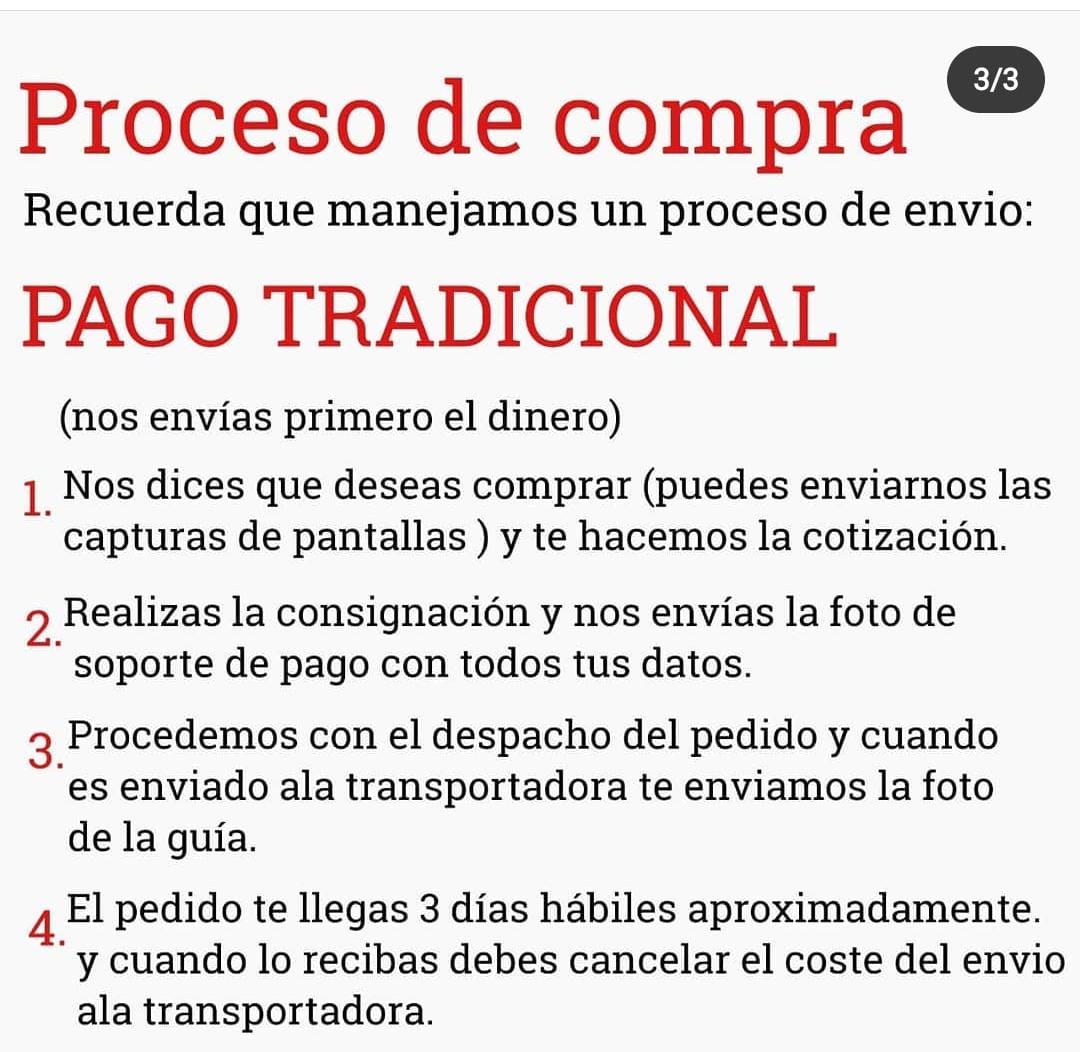 3/3
Proceso de compra
Recuerda que manejamos un proceso de envio:
PAGO TRADICIONAL
(nos envías primero el dinero)
1. Nos dices que deseas comprar (puedes enviarnos las
capturas de pantallas ) y te hacemos la cotización.
2. Realizas la consignación y nos envías la foto de
soporte de pago con todos tus datos.
3. Procedemos con el despacho del pedido y cuando
es enviado ala transportadora te enviamos la foto
de la guía.
4. El pedido te llegas 3 días hábiles aproximadamente.
y cuando lo recibas debes cancelar el coste del envio
ala transportadora.